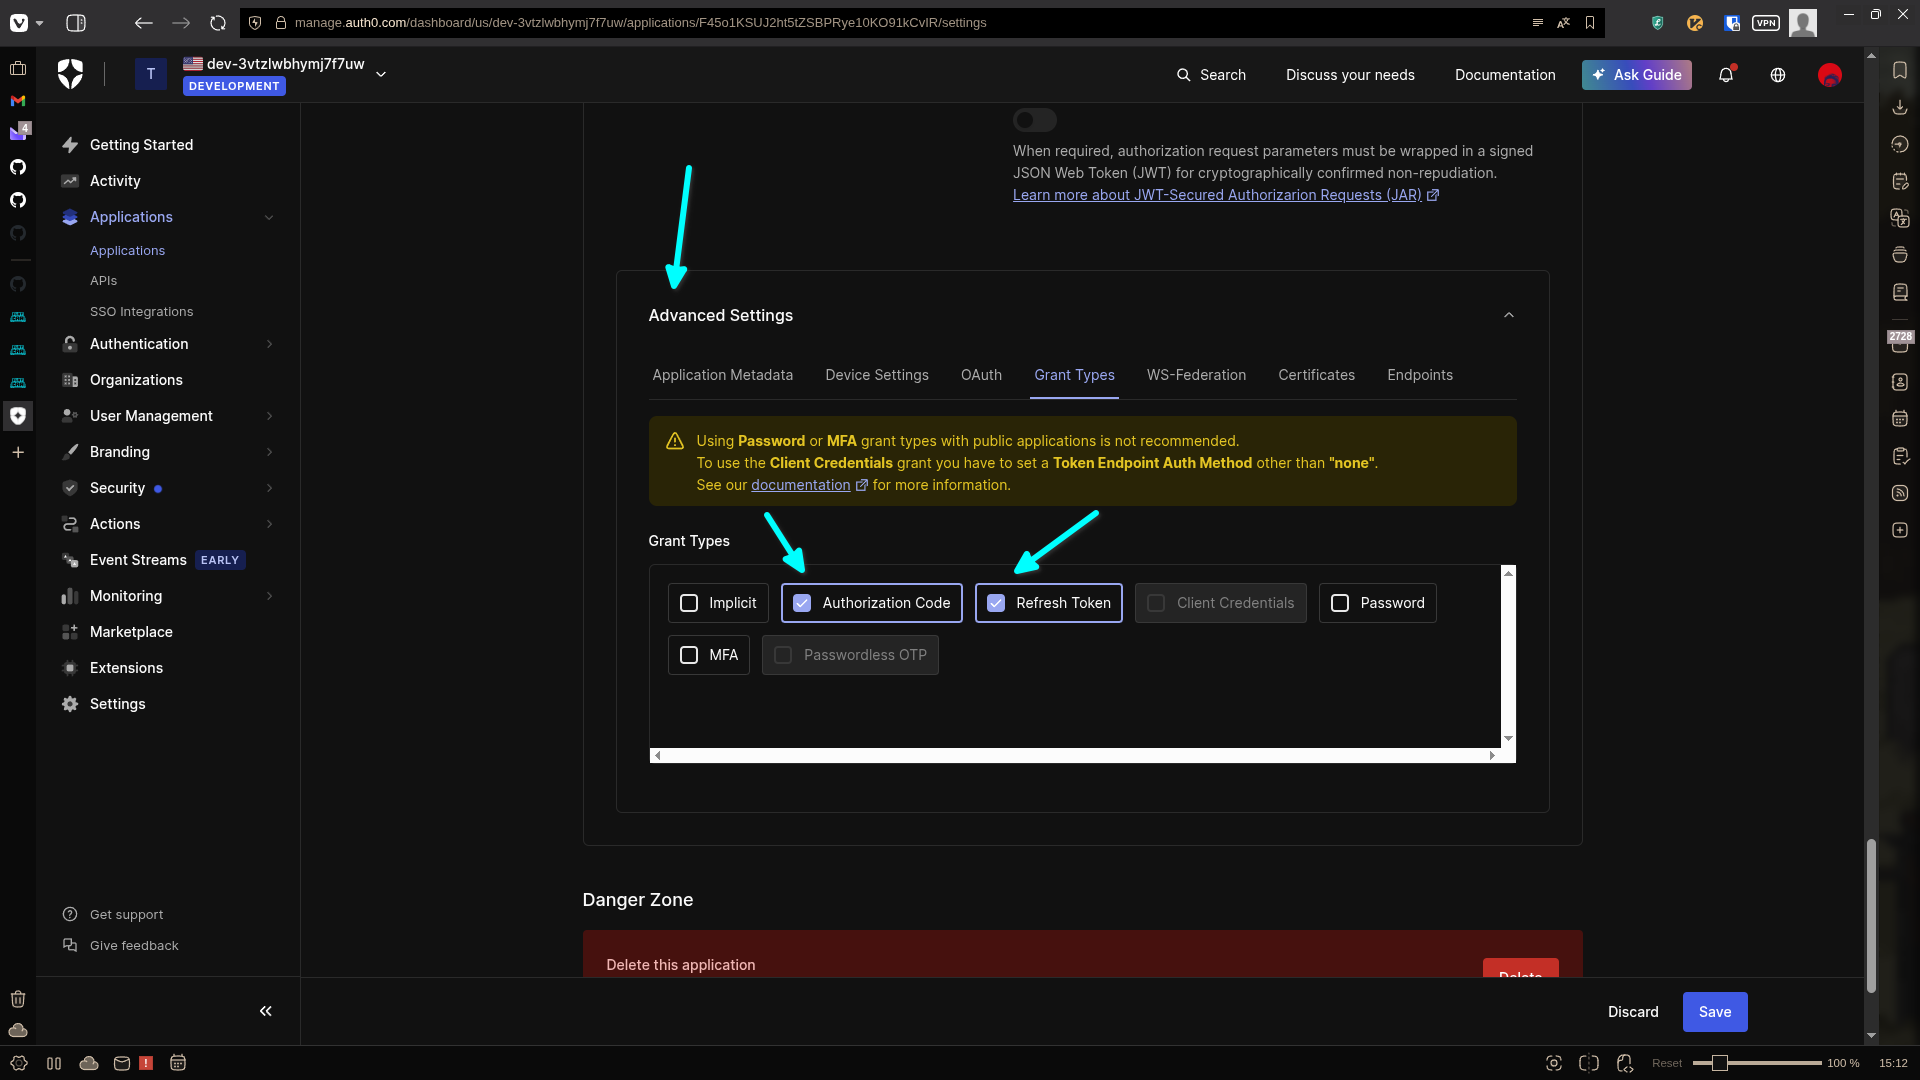 manage.auth0.com/dashboard/us/dev-3vtzlwbhymj7f7uw/applications/F45o1KSUJ2ht5tZSBPRye10KO91kCvIR/settings
VPN
T
dev-3vtzlwbhymj7f7uw
DEVELOPMENT
Search
Discuss your needs
Documentation
Ask Guide
4
2728
Getting Started
Activity
Applications
Applications
APIs
SSO Integrations
Authentication
Organizations
User Management
Branding
Security
Actions
Event Streams EARLY
Monitoring
Marketplace
Extensions
Settings
Get support
Give feedback
When required, authorization request parameters must be wrapped in a signed
JSON Web Token (JWT) for cryptographically confirmed non-repudiation.
Learn more about JWT-Secured Authorizarion Requests (JAR)
Advanced Settings
Application Metadata
Device Settings
OAuth
Grant Types
WS-Federation
Certificates
Endpoints
Using Password or MFA grant types with public applications is not recommended.
To use the Client Credentials grant you have to set a Token Endpoint Auth Method other than "none".
See our documentation for more information.
Grant Types
Implicit
Authorization Code
Refresh Token
Client Credentials
Password
MFA
Passwordless OTP
Danger Zone
Delete this application
Delete
Discard
Save
Reset
100 %
15:12